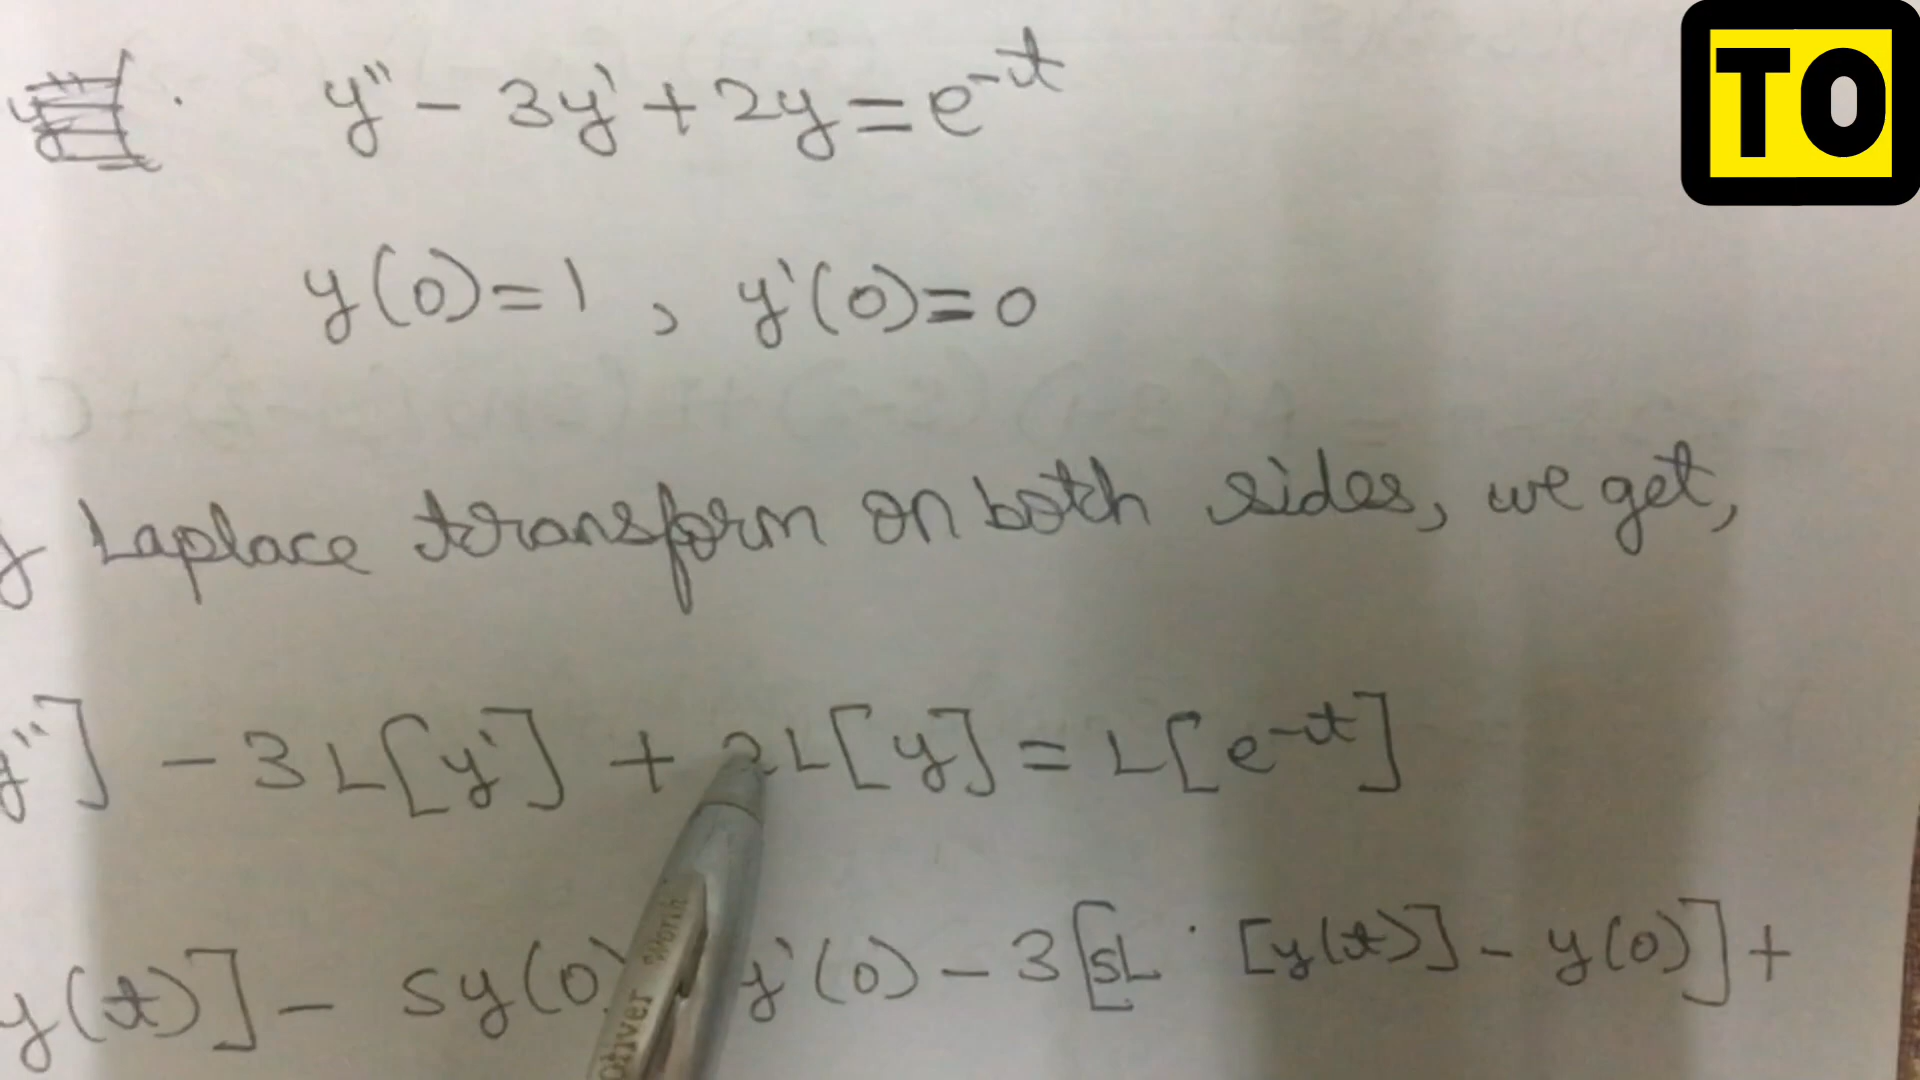 TO
y" - 3y' + 2y = e^-t
y(0)=1 , y'(0)=0
Laplace transform on both sides, we get,
y"] - 3L[y'] + 2L[y] = L[e^-t]
y(t)] - sy(0) y'(0) - 3[sL · [y(t)] - y(0)] +